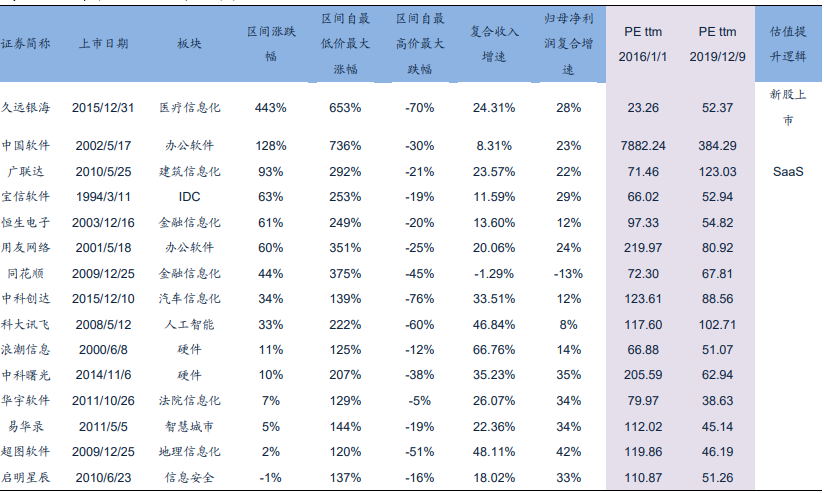 证券简称 上市日期 板块 区间涨跌幅 区间自最低价最大涨幅 区间自最高价最大跌幅 复合收入增速 归母净利润复合增速 PE ttm 2016/1/1 PE ttm 2019/12/9 估值提升逻辑
久远银海 2015/12/31 医疗信息化 443% 653% -70% 24.31% 28% 23.26 52.37 新股上市
中国软件 2002/5/17 办公软件 128% 736% -30% 8.31% 23% 7882.24 384.29
广联达 2010/5/25 建筑信息化 93% 292% -21% 23.57% 22% 71.46 123.03 SaaS
宝信软件 1994/3/11 IDC 63% 253% -19% 11.59% 29% 66.02 52.94
恒生电子 2003/12/16 金融信息化 61% 249% -20% 13.60% 12% 97.33 54.82
用友网络 2001/5/18 办公软件 60% 351% -25% 20.06% 24% 219.97 80.92
同花顺 2009/12/25 金融信息化 44% 375% -45% -1.29% -13% 72.30 67.81
中科创达 2015/12/10 汽车信息化 34% 139% -76% 33.51% 12% 123.61 88.56
科大讯飞 2008/5/12 人工智能 33% 222% -60% 46.84% 8% 117.60 102.71
浪潮信息 2000/6/8 硬件 11% 125% -12% 66.76% 14% 66.88 51.07
中科曙光 2014/11/6 硬件 10% 207% -38% 35.23% 35% 205.59 62.94
华宇软件 2011/10/26 法院信息化 7% 129% -5% 26.07% 34% 79.97 38.63
易华录 2011/5/5 智慧城市 5% 144% -19% 22.36% 34% 112.02 45.14
超图软件 2009/12/25 地理信息化 2% 120% -51% 48.11% 42% 119.86 46.19
启明星辰 2010/6/23 信息安全 -1% 137% -16% 18.02% 33% 110.87 51.26